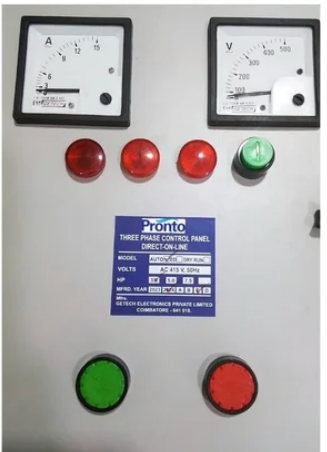 A
3
6
9
12
15
V
100
200
300
400
500
Pronto
THREE PHASE CONTROL PANEL
DIRECT-ON-LINE
MODEL AUTO DRY RUN
VOLTS AC 415 V, 50Hz
HP 5.0 7.5
MFRD. YEAR
Mfrs.
GETECH ELECTRONICS PRIVATE LIMITED
COIMBATORE - 641 015.